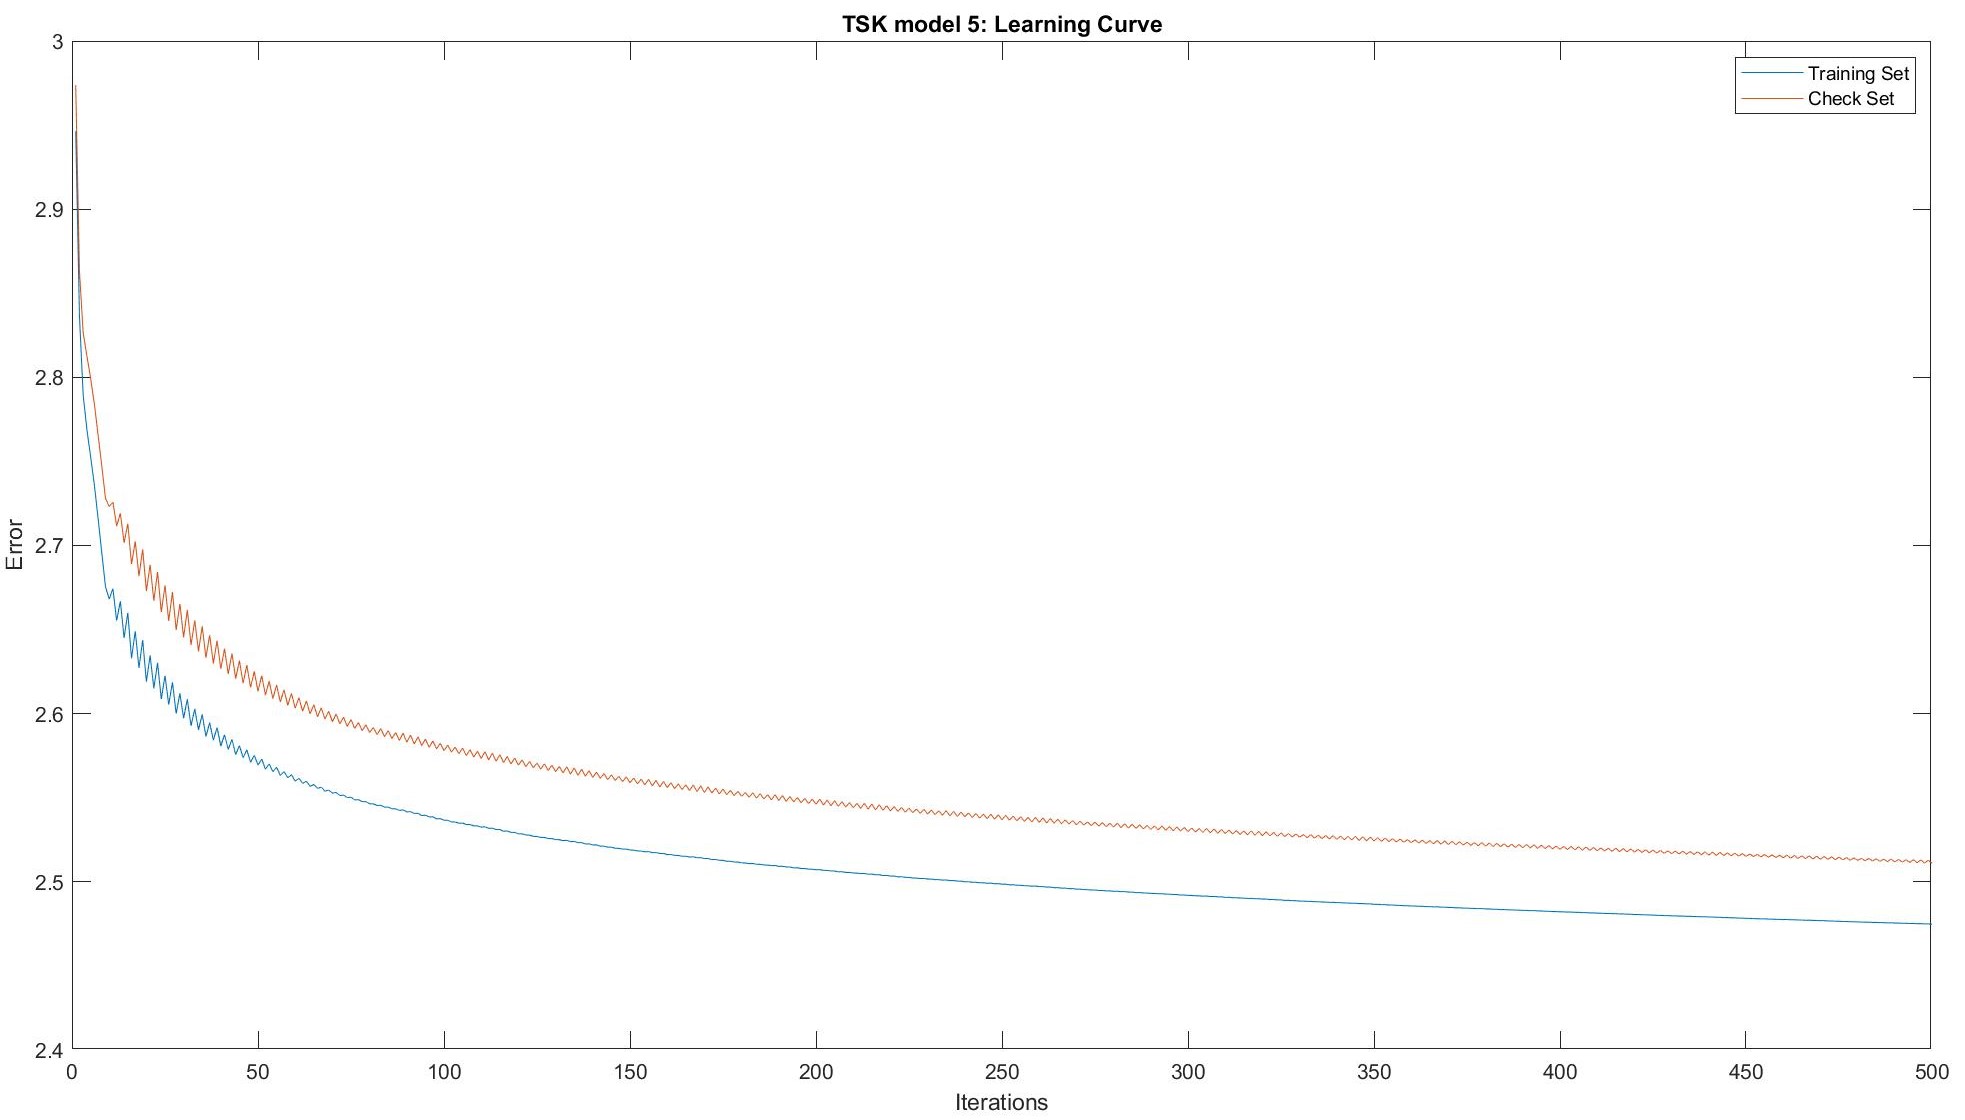 TSK model 5: Learning Curve
3
2.9
2.8
2.7
2.6
2.5
2.4
Error
Training Set
Check Set
0 50 100 150 200 250 300 350 400 450 500
Iterations